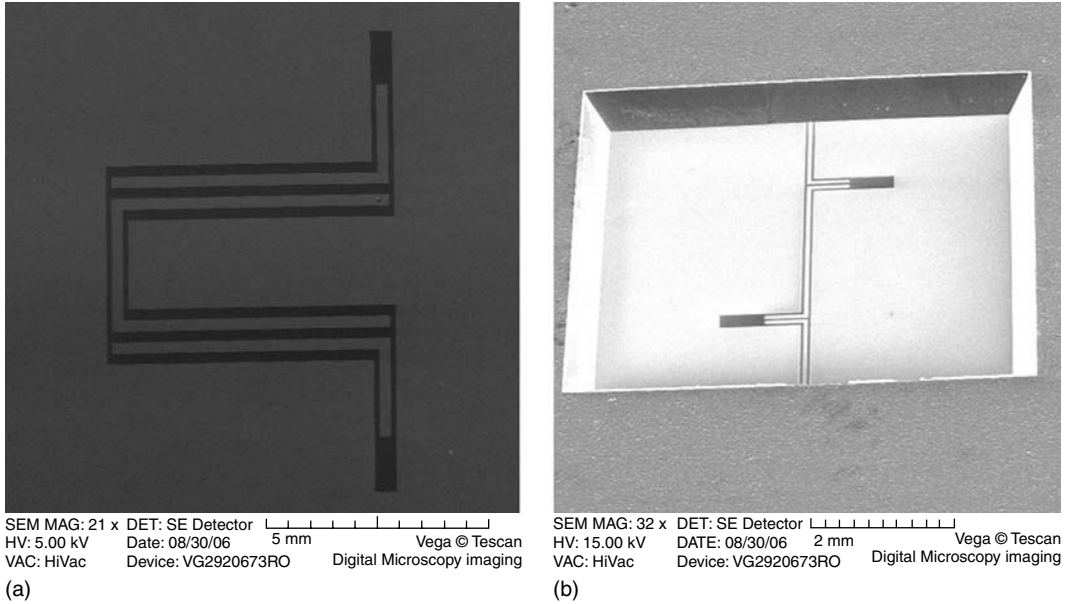 SEM MAG: 21 x DET: SE Detector
HV: 5.00 kV Date: 08/30/06 5 mm Vega © Tescan
VAC: HiVac Device: VG2920673RO Digital Microscopy imaging
(a)
SEM MAG: 32 x DET: SE Detector
HV: 15.00 kV DATE: 08/30/06 2 mm Vega © Tescan
VAC: HiVac Device: VG2920673RO Digital Microscopy imaging
(b)